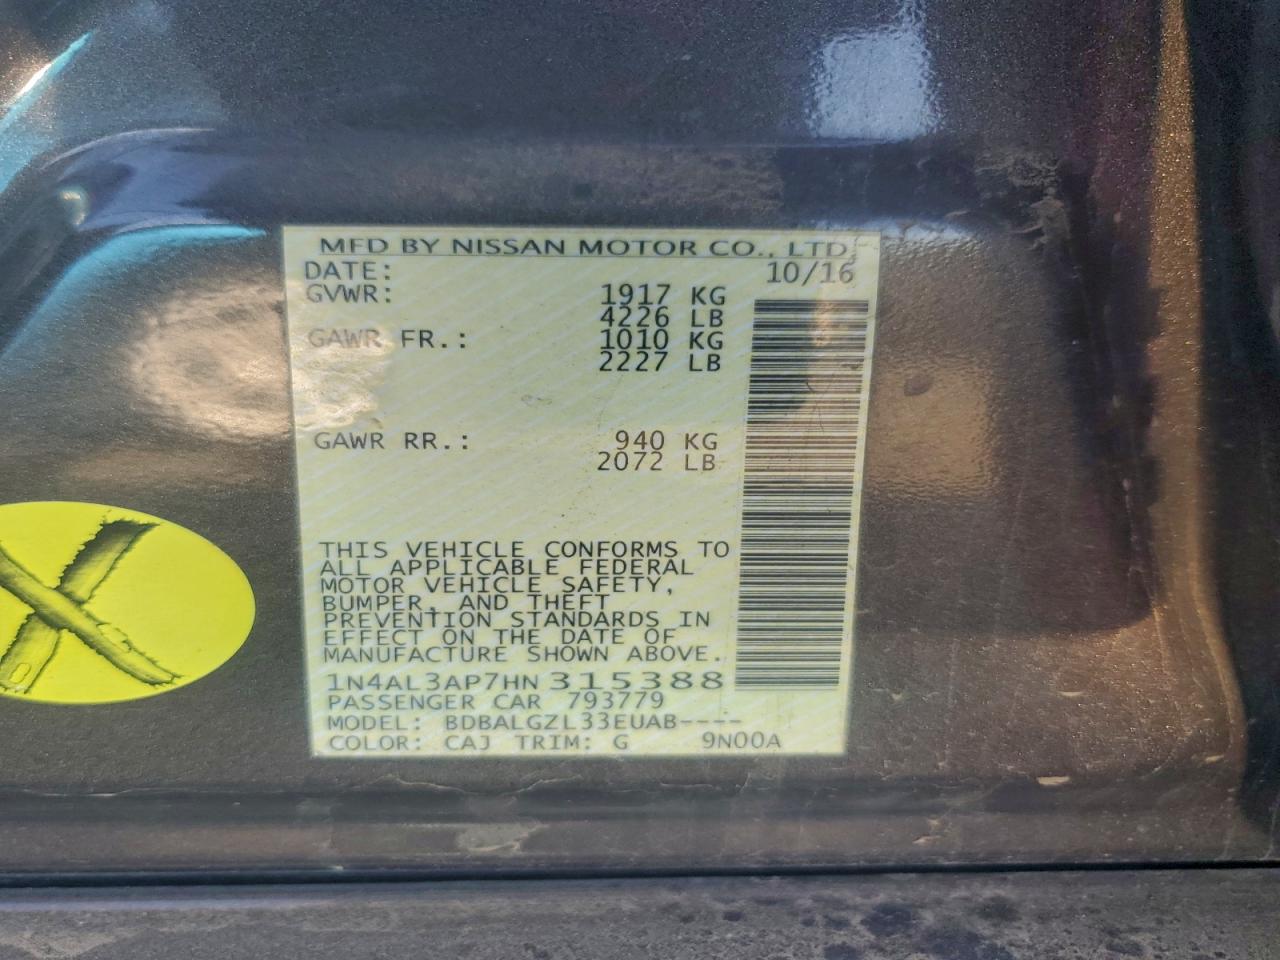 MFD BY NISSAN MOTOR CO., LTD.
DATE: 10/16
GVWR: 1917 KG
4226 LB
GAWR FR.: 1010 KG
2227 LB
GAWR RR.: 940 KG
2072 LB
THIS VEHICLE CONFORMS TO
ALL APPLICABLE FEDERAL
MOTOR VEHICLE SAFETY,
BUMPER, AND THEFT
PREVENTION STANDARDS IN
EFFECT ON THE DATE OF
MANUFACTURE SHOWN ABOVE.
1N4AL3AP7HN315388
PASSENGER CAR 793779
MODEL: BDBALGZL33EUAB----
COLOR: CAJ TRIM: G 9N00A
X